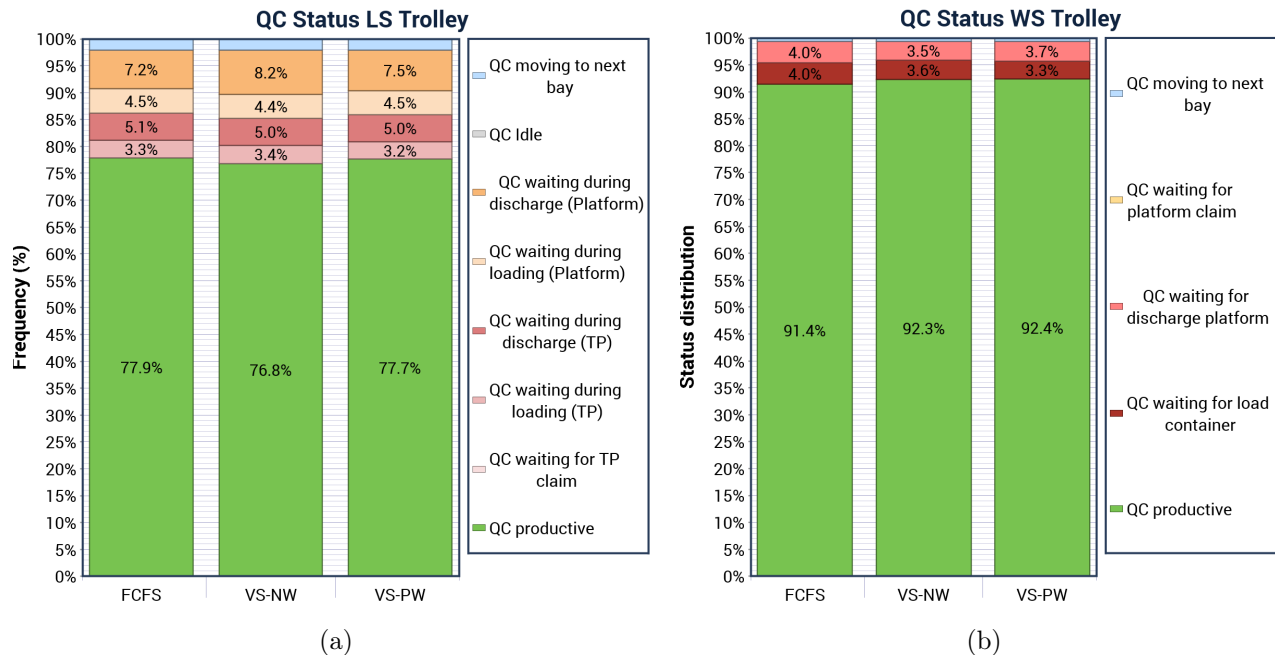 QC Status LS Trolley
Frequency (%)
100%
95%
90%
85%
80%
75%
70%
65%
60%
55%
50%
45%
40%
35%
30%
25%
20%
15%
10%
5%
0%
7.2%
4.5%
5.1%
3.3%
77.9%
8.2%
4.4%
5.0%
3.4%
76.8%
7.5%
4.5%
5.0%
3.2%
77.7%
FCFS
VS-NW
VS-PW
QC moving to next
bay
QC Idle
QC waiting during
discharge (Platform)
QC waiting during
loading (Platform)
QC waiting during
discharge (TP)
QC waiting during
loading (TP)
QC waiting for TP
claim
QC productive
(a)
QC Status WS Trolley
Status distribution
100%
95%
90%
85%
80%
75%
70%
65%
60%
55%
50%
45%
40%
35%
30%
25%
20%
15%
10%
5%
0%
4.0%
4.0%
91.4%
3.5%
3.6%
92.3%
3.7%
3.3%
92.4%
FCFS
VS-NW
VS-PW
QC moving to next
bay
QC waiting for
platform claim
QC waiting for
discharge platform
QC waiting for load
container
QC productive
(b)